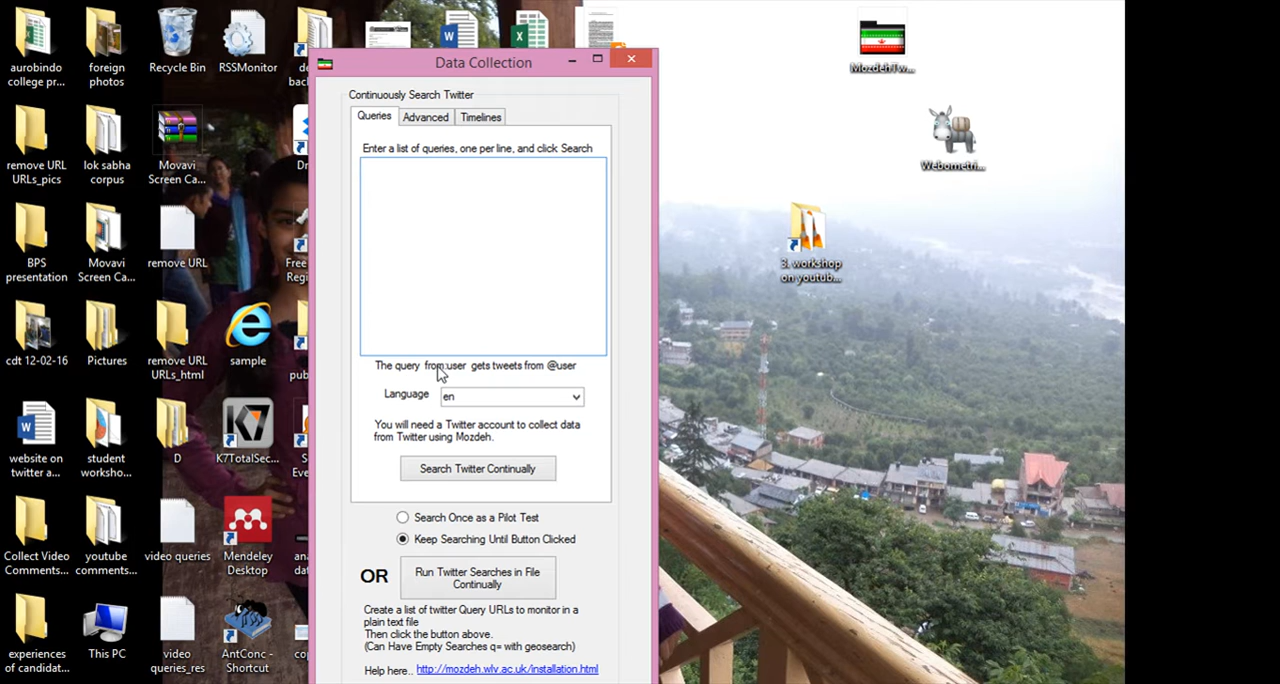 aurobindo
college pr...
foreign
photos
Recycle Bin
RSSMonitor
MozdehTw...
remove URL
URLs_pics
lok sabha
corpus
Movavi
Screen Ca...
Webometri...
BPS
presentation
Movavi
Screen Ca...
remove URL
3. workshop
on youtub...
cdt 12-02-16
Pictures
remove URL
URLs_html
sample
website on
twitter a...
student
worksho...
D
K7TotalSec...
Collect Video
Comments...
youtube
comments...
video queries
Mendeley
Desktop
experiences
of candidat...
This PC
video
queries_res
AntConc -
Shortcut
Data Collection
Continuously Search Twitter
Queries
Advanced
Timelines
Enter a list of queries, one per line, and click Search
The query from:user gets tweets from @user
Language
en
You will need a Twitter account to collect data
from Twitter using Mozdeh.
Search Twitter Continually
Search Once as a Pilot Test
Keep Searching Until Button Clicked
OR
Run Twitter Searches in File
Continually
Create a list of twitter Query URLs to monitor in a
plain text file
Then click the button above.
(Can Have Empty Searches q= with geosearch)
Help here.. http://mozdeh.wlv.ac.uk/installation.html